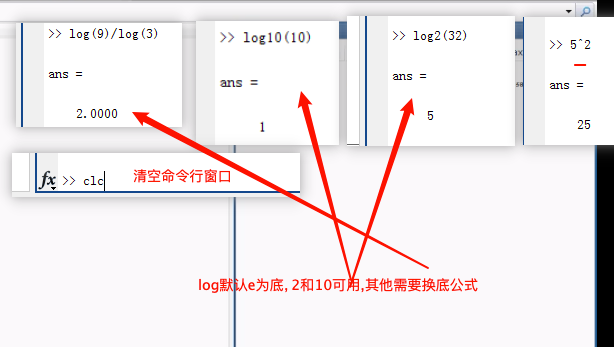 >> log(9)/log(3)
ans =
2.0000
>> log10(10)
ans =
1
>> log2(32)
ans =
5
>> 5^2
ans =
25
fx >> clc
清空命令行窗口
log默认e为底, 2和10可用,其他需要换底公式